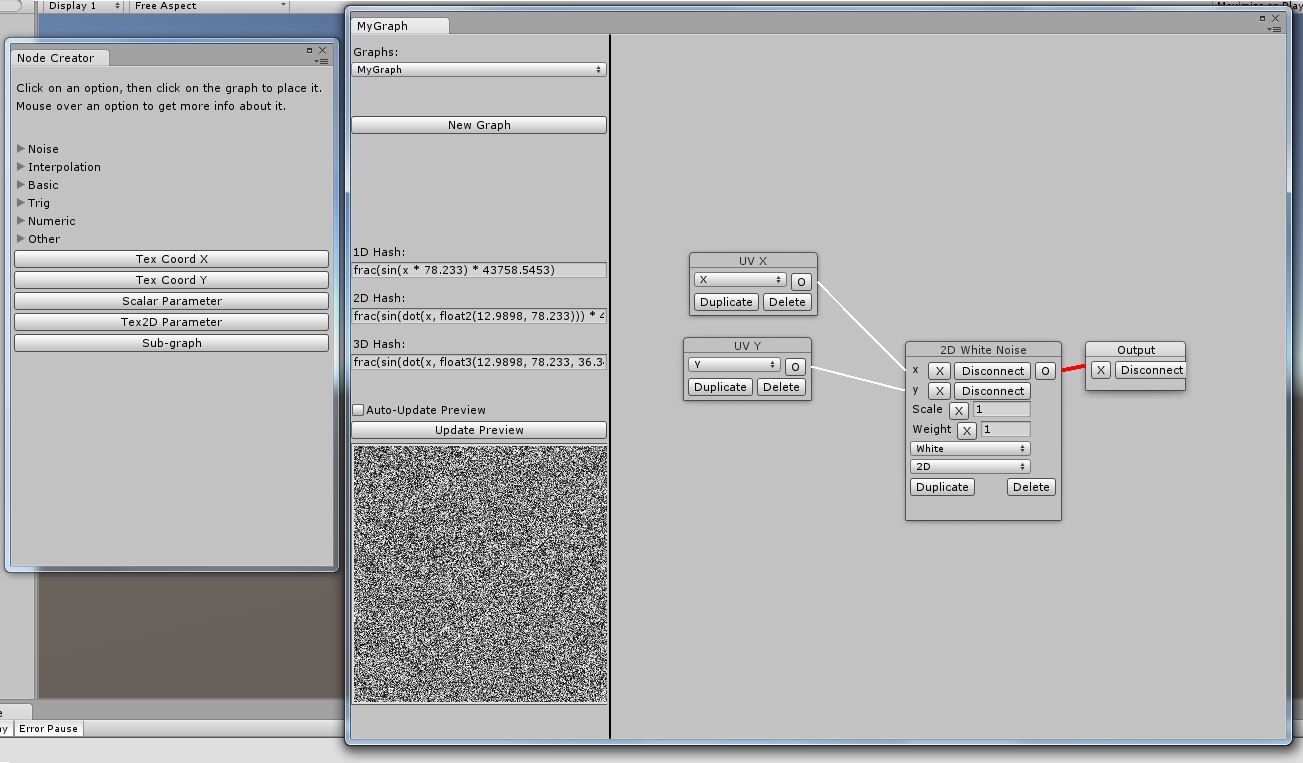 Display 1
Free Aspect
Node Creator
Click on an option, then click on the graph to place it.
Mouse over an option to get more info about it.
Noise
Interpolation
Basic
Trig
Numeric
Other
Tex Coord X
Tex Coord Y
Scalar Parameter
Tex2D Parameter
Sub-graph
Error Pause
MyGraph
Graphs:
MyGraph
New Graph
1D Hash:
frac(sin(x * 78.233) * 43758.5453)
2D Hash:
frac(sin(dot(x, float2(12.9898, 78.233))) * 4
3D Hash:
frac(sin(dot(x, float3(12.9898, 78.233, 36.3
Auto-Update Preview
Update Preview
UV X
X
O
Duplicate Delete
UV Y
Y
O
Duplicate Delete
2D White Noise
x X Disconnect O
y X Disconnect
Scale X 1
Weight X 1
White
2D
Duplicate Delete
Output
X Disconnect